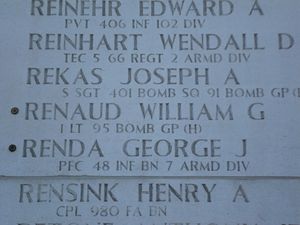 REINEHR EDWARD A
PVT 406 INF 102 DIV
REINHART WENDALL D
TEC 5 66 REGT 2 ARMD DIV
REKAS JOSEPH A
S SGT 401 BOMB SQ 91 BOMB GP (H)
RENAUD WILLIAM G
1 LT 95 BOMB GP (H)
RENDA GEORGE J
PFC 48 INF BN 7 ARMD DIV
RENSINK HENRY A
CPL 980 FA BN